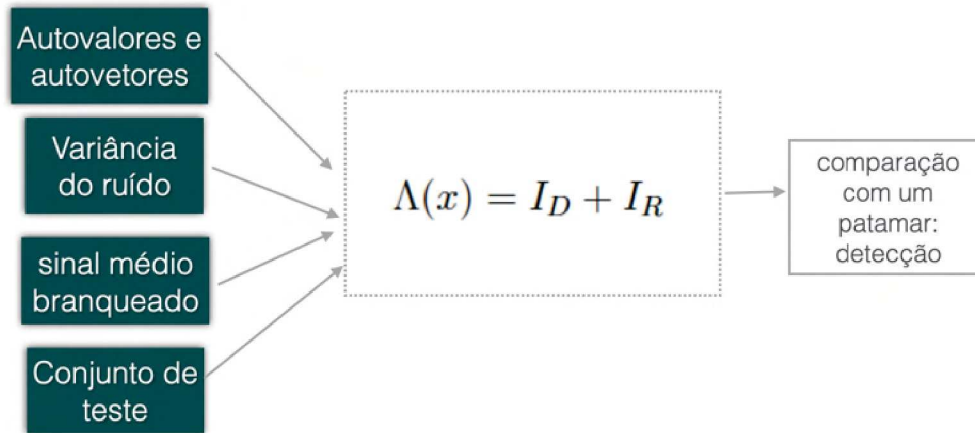 Autovalores e
autovetores
Variância
do ruído
sinal médio
branqueado
Conjunto de
teste
Λ(x) = I_D + I_R
comparação
com um
patamar:
detecção